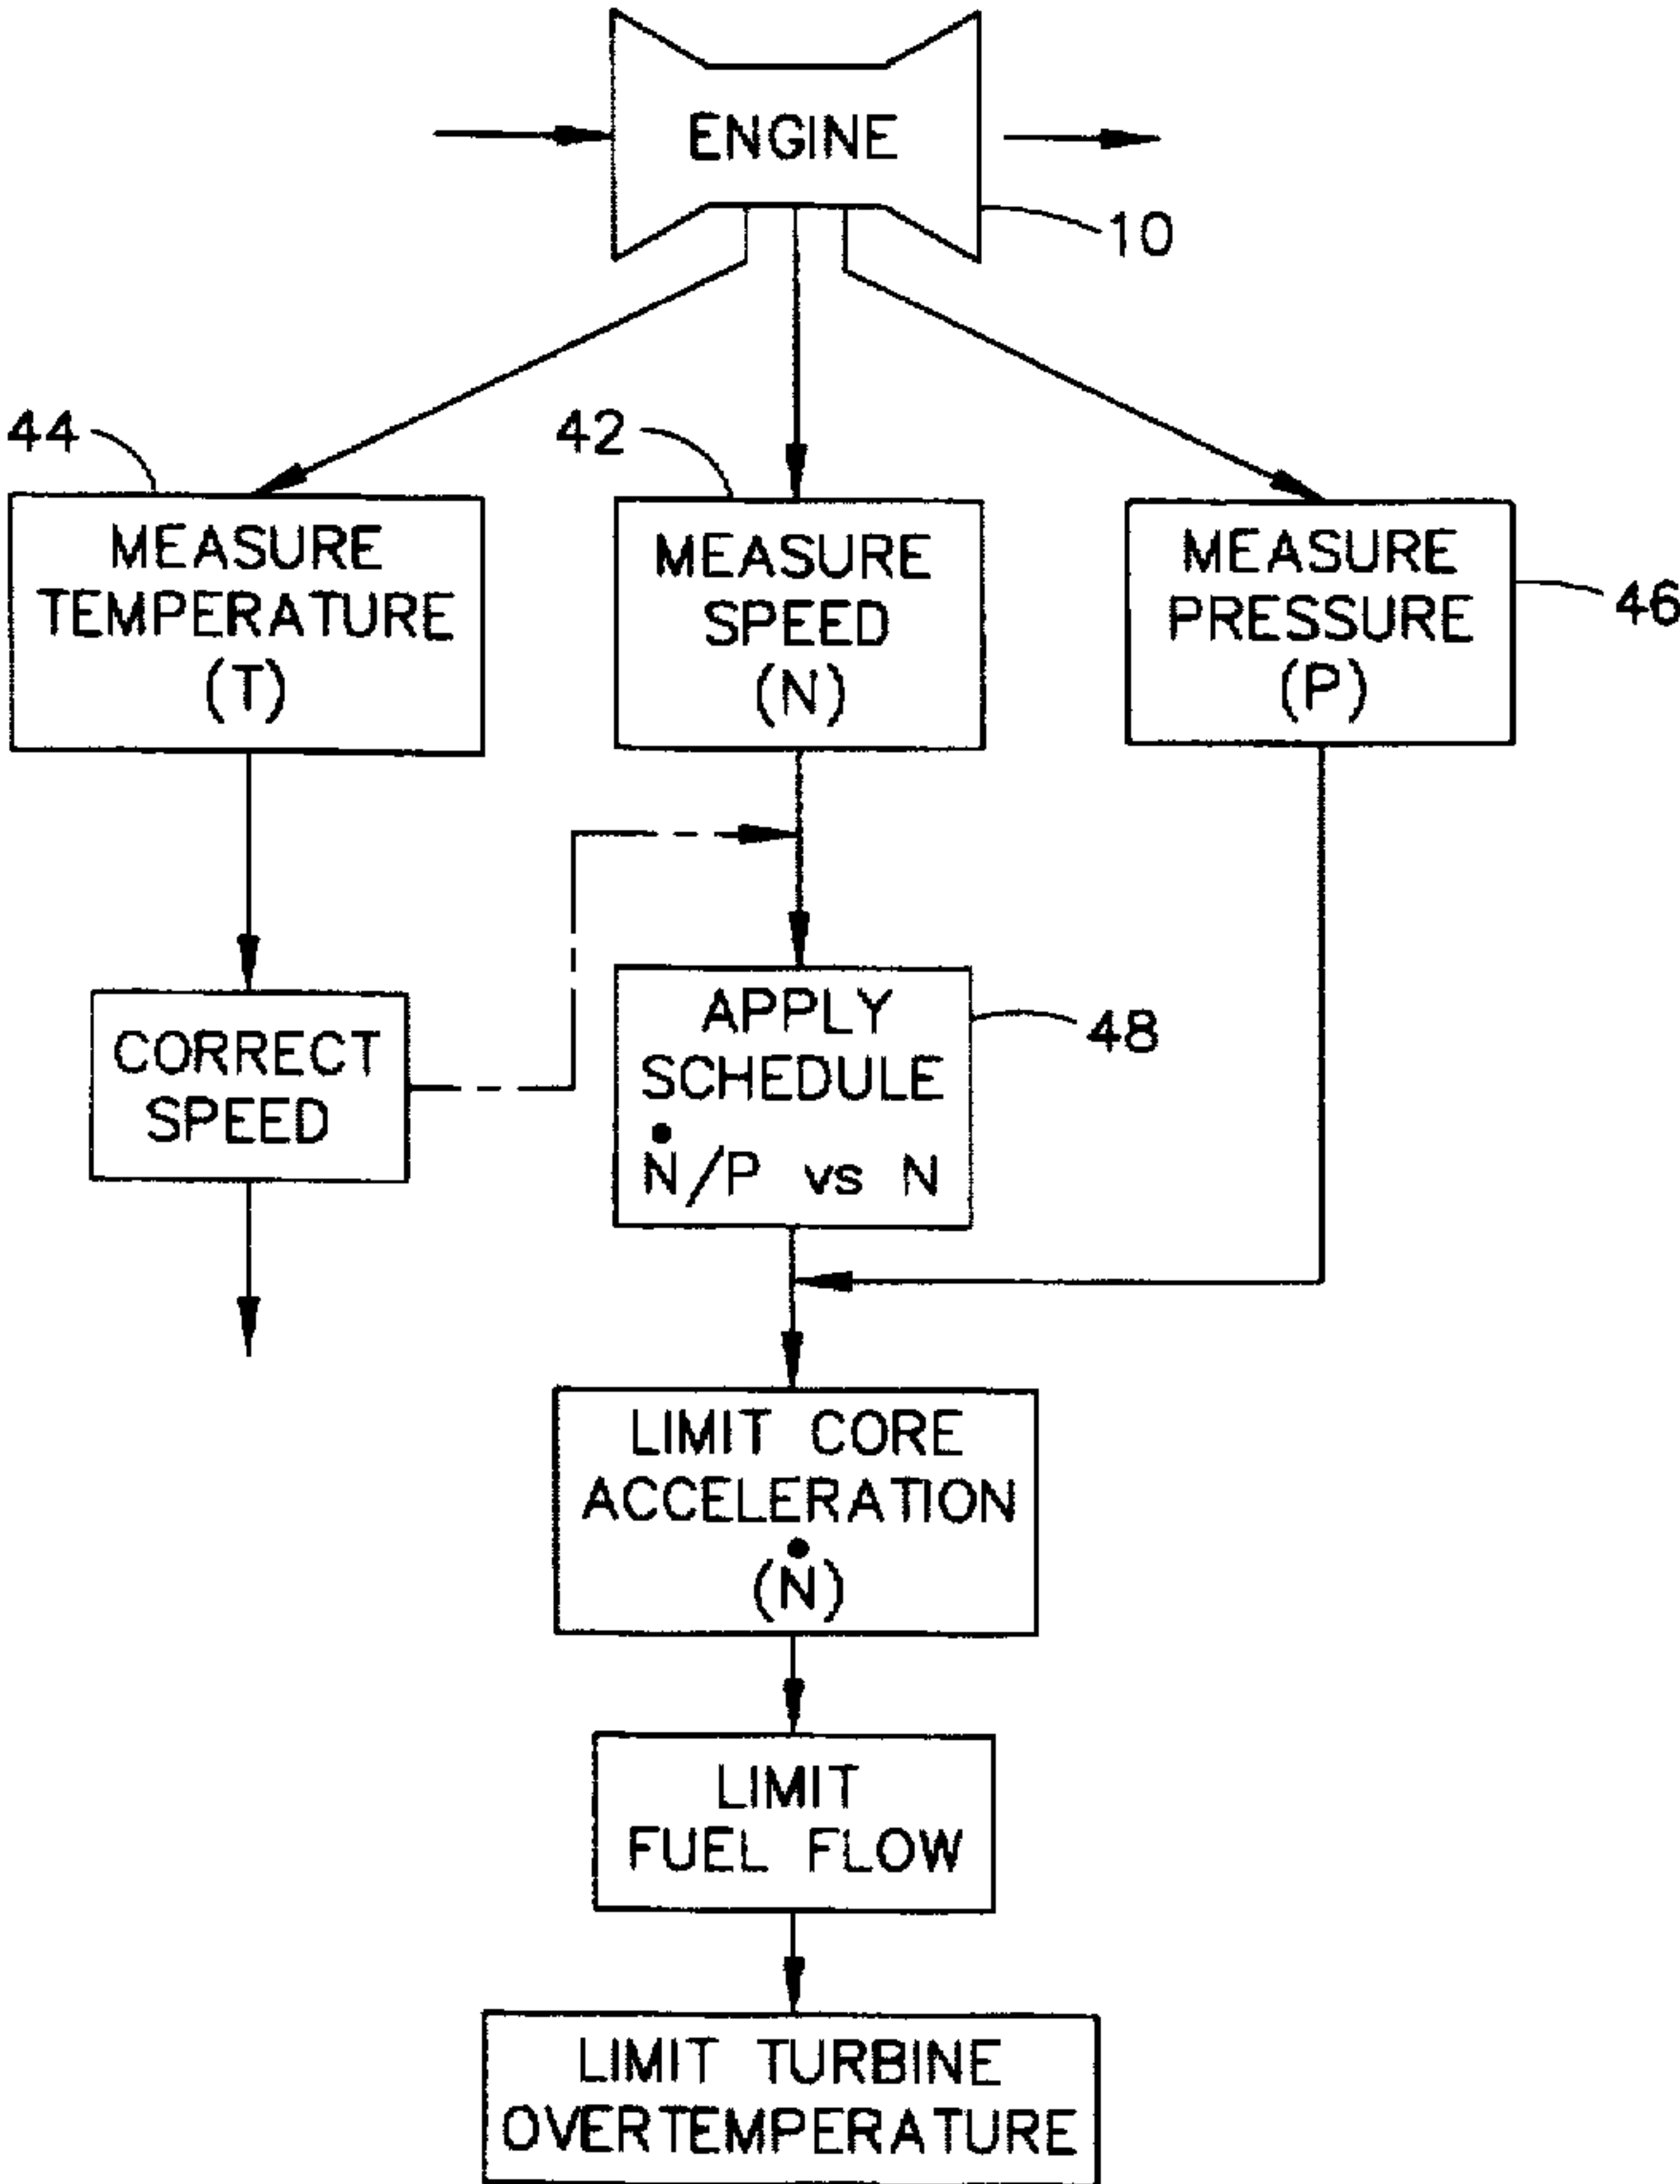 ENGINE
10
44
42
MEASURE
TEMPERATURE
(T)
MEASURE
SPEED
(N)
MEASURE
PRESSURE
(P)
46
CORRECT
SPEED
APPLY
SCHEDULE
Ṅ/P vs N
48
LIMIT CORE
ACCELERATION
(Ṅ)
LIMIT
FUEL FLOW
LIMIT TURBINE
OVERTEMPERATURE